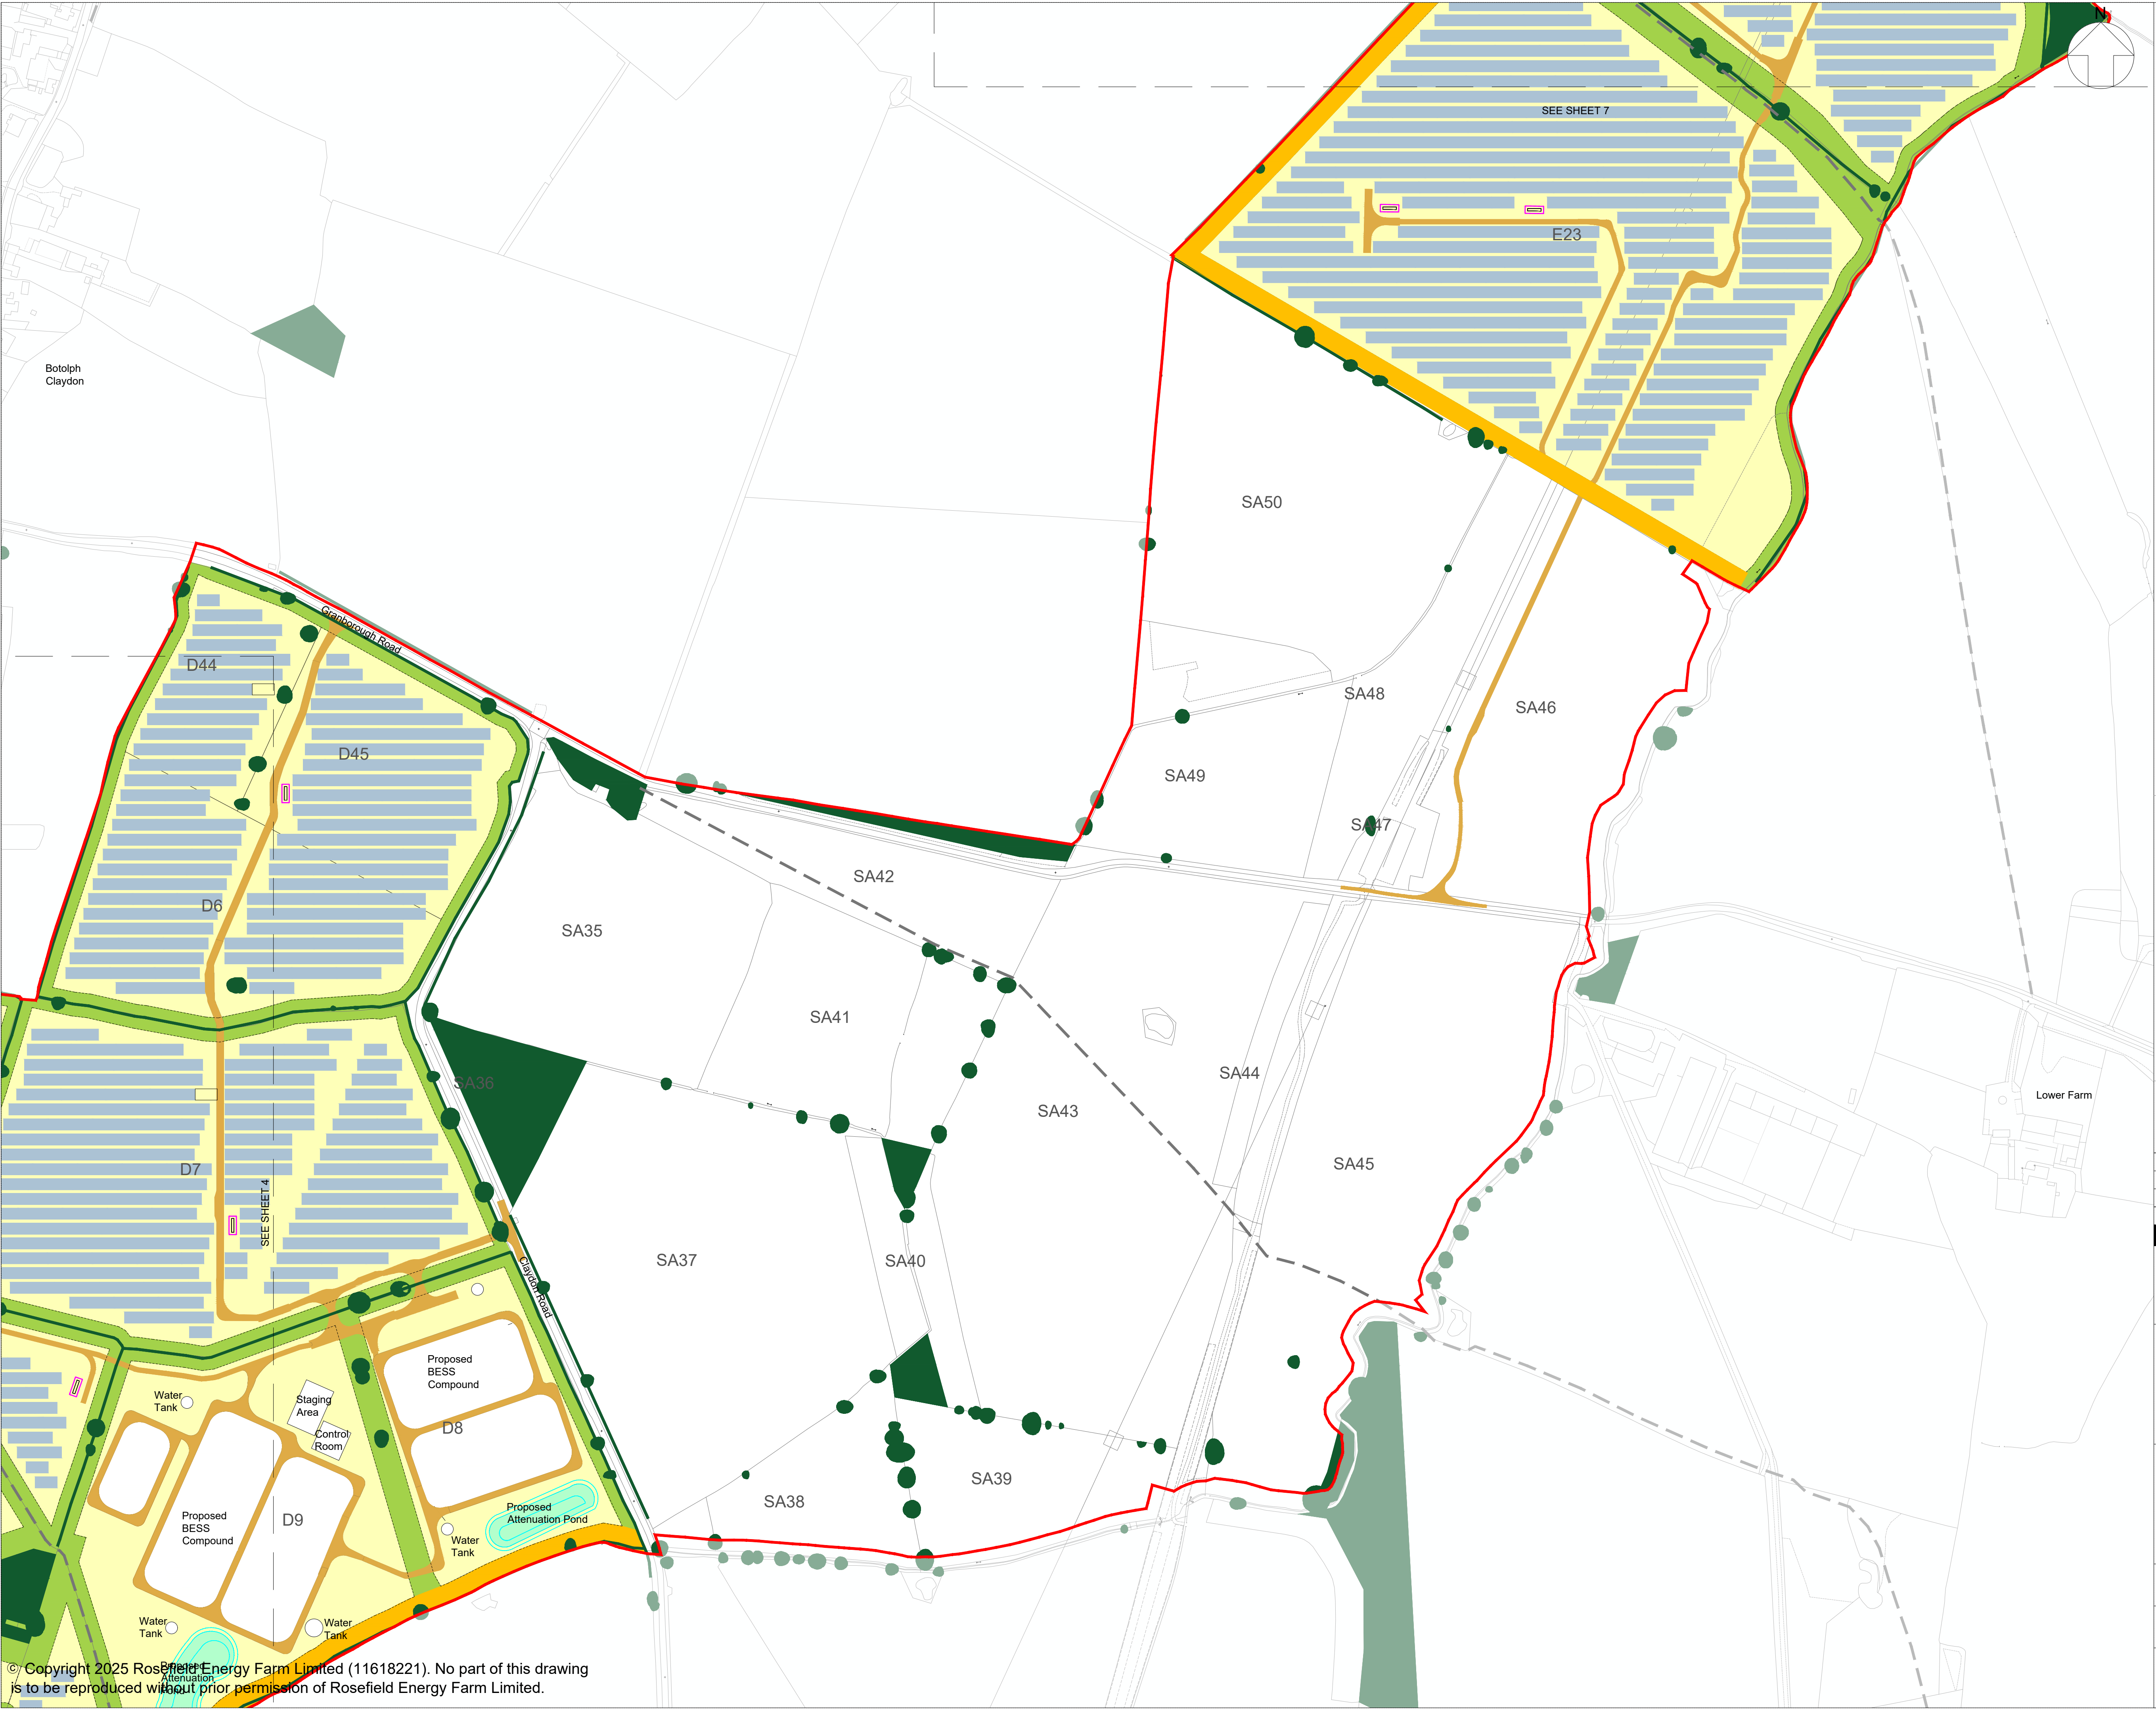 N
SEE SHEET 7
E23
Botolph
Claydon
SA50
Granborough Road
D44
SA48
SA46
D45
SA49
SA47
SA42
D6
SA35
SA41
SA44
SA36
Lower Farm
SA43
SA45
D7
SEE SHEET 4
SA37
SA40
Claydon Road
Proposed
BESS
Compound
Water
Tank
Staging
Area
Control
Room
D8
SA39
SA38
Proposed
Attenuation Pond
Proposed
BESS
Compound
D9
Water
Tank
Water
Tank
Water
Tank
Proposed
Attenuation
Pond
© Copyright 2025 Rosefield Energy Farm Limited (11618221). No part of this drawing
is to be reproduced without prior permission of Rosefield Energy Farm Limited.